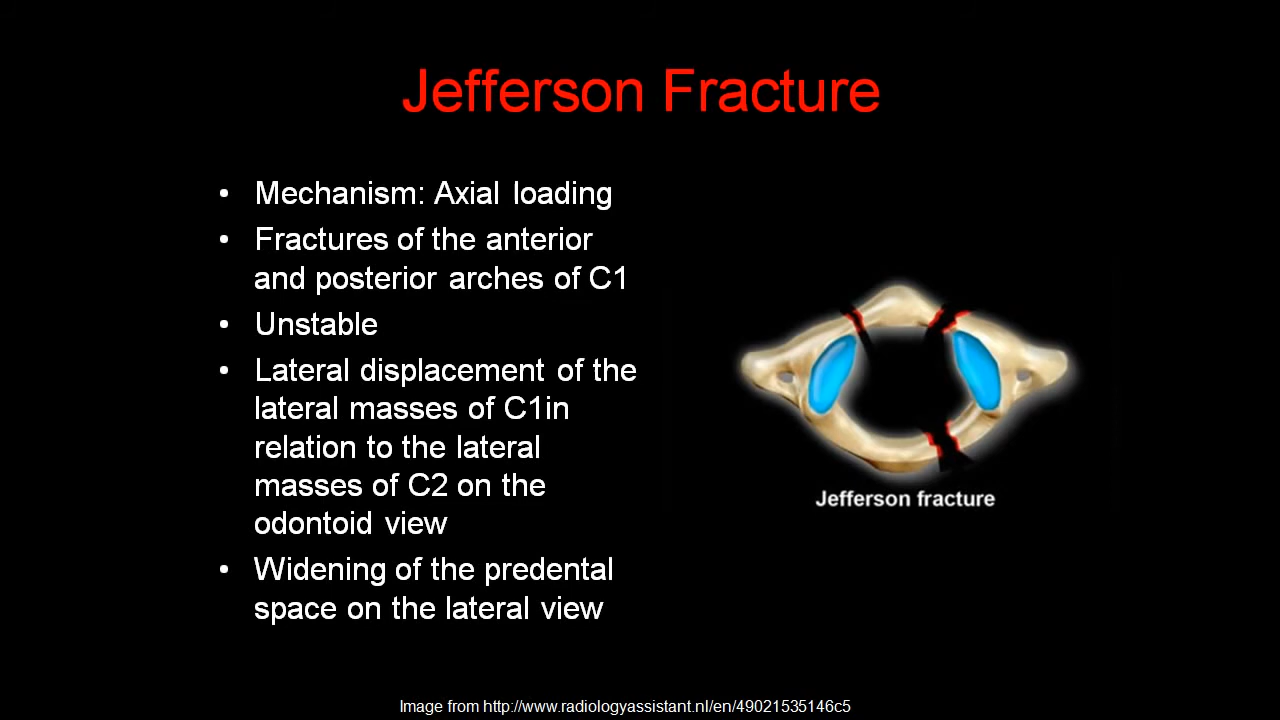 Jefferson Fracture
• Mechanism: Axial loading
• Fractures of the anterior
and posterior arches of C1
• Unstable
• Lateral displacement of the
lateral masses of C1in
relation to the lateral
masses of C2 on the
odontoid view
• Widening of the predental
space on the lateral view
Jefferson fracture
Image from http://www.radiologyassistant.nl/en/49021535146c5